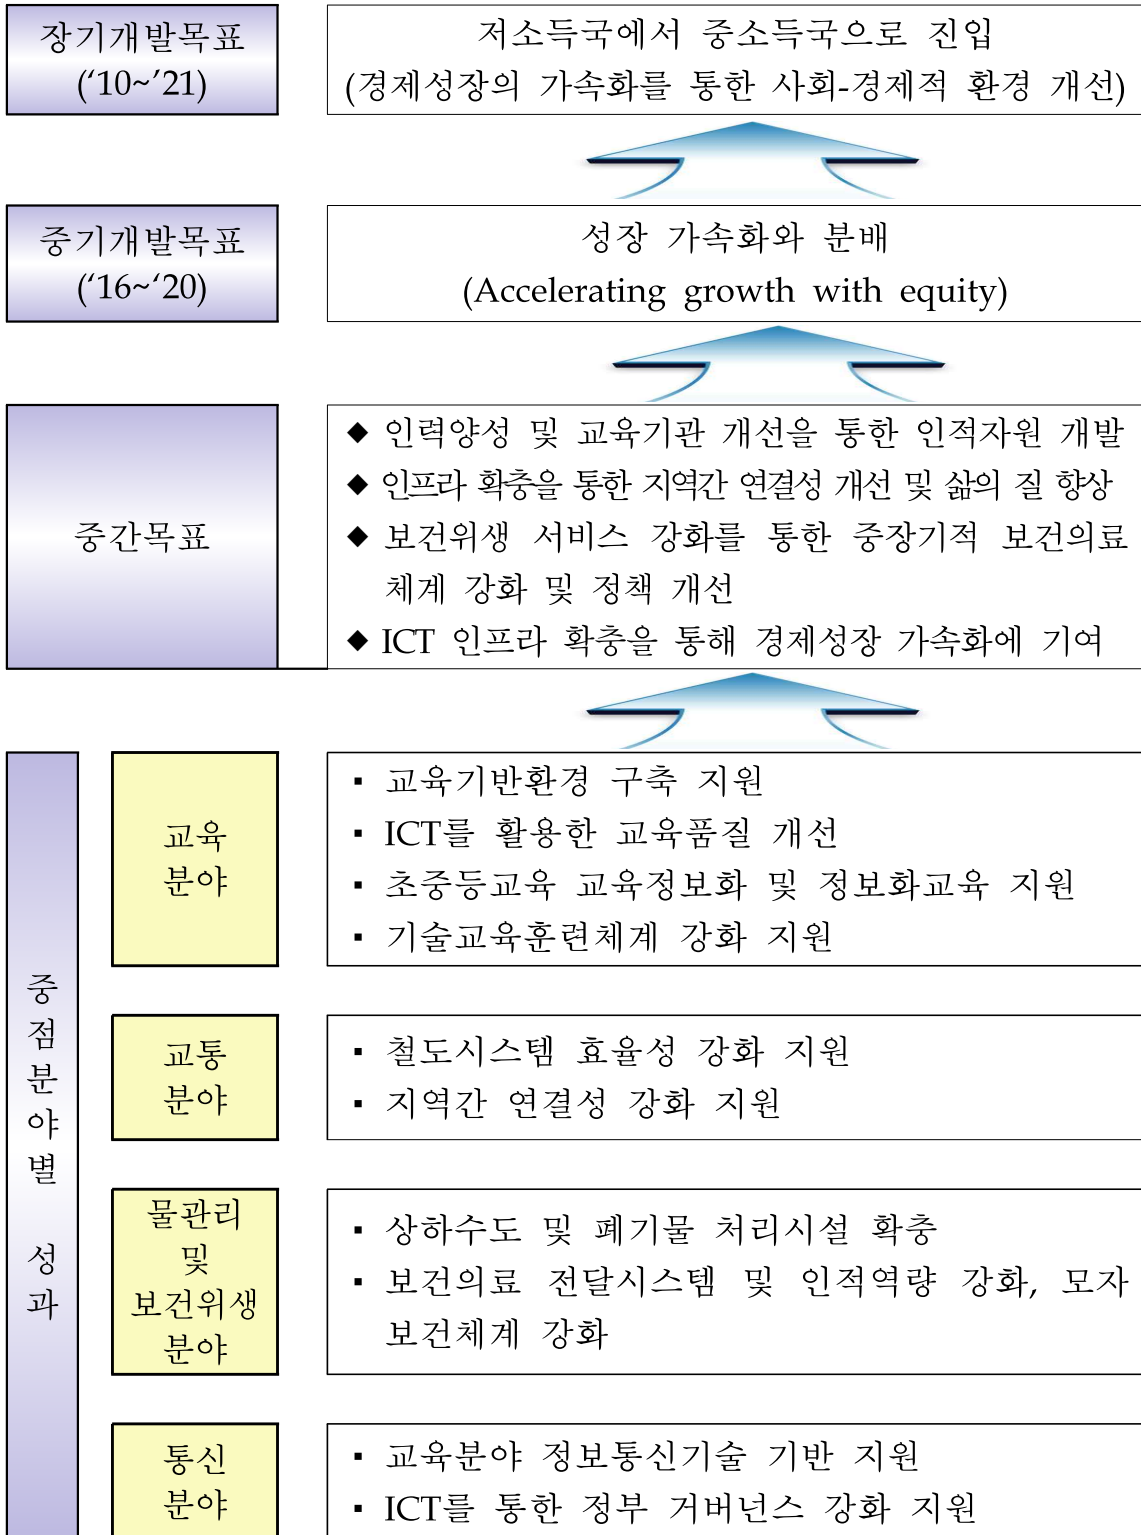 장기개발목표
(‘10~’21)
저소득국에서 중소득국으로 진입
(경제성장의 가속화를 통한 사회-경제적 환경 개선)
중기개발목표
(‘16~‘20)
성장 가속화와 분배
(Accelerating growth with equity)
중간목표
◆ 인력양성 및 교육기관 개선을 통한 인적자원 개발
◆ 인프라 확충을 통한 지역간 연결성 개선 및 삶의 질 향상
◆ 보건위생 서비스 강화를 통한 중장기적 보건의료
체계 강화 및 정책 개선
◆ ICT 인프라 확충을 통해 경제성장 가속화에 기여
중점분야별 성과
교육
분야
▪ 교육기반환경 구축 지원
▪ ICT를 활용한 교육품질 개선
▪ 초중등교육 교육정보화 및 정보화교육 지원
▪ 기술교육훈련체계 강화 지원
교통
분야
▪ 철도시스템 효율성 강화 지원
▪ 지역간 연결성 강화 지원
물관리
및
보건위생
분야
▪ 상하수도 및 폐기물 처리시설 확충
▪ 보건의료 전달시스템 및 인적역량 강화, 모자
보건체계 강화
통신
분야
▪ 교육분야 정보통신기술 기반 지원
▪ ICT를 통한 정부 거버넌스 강화 지원